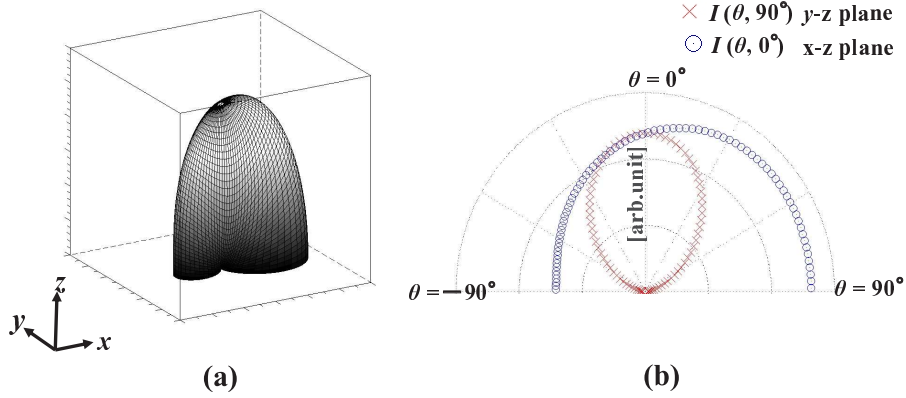 × I (θ, 90°) y-z plane
○ I (θ, 0°) x-z plane
θ = 0°
[arb.unit]
θ = −90°
θ = 90°
z
y
x
(a)
(b)